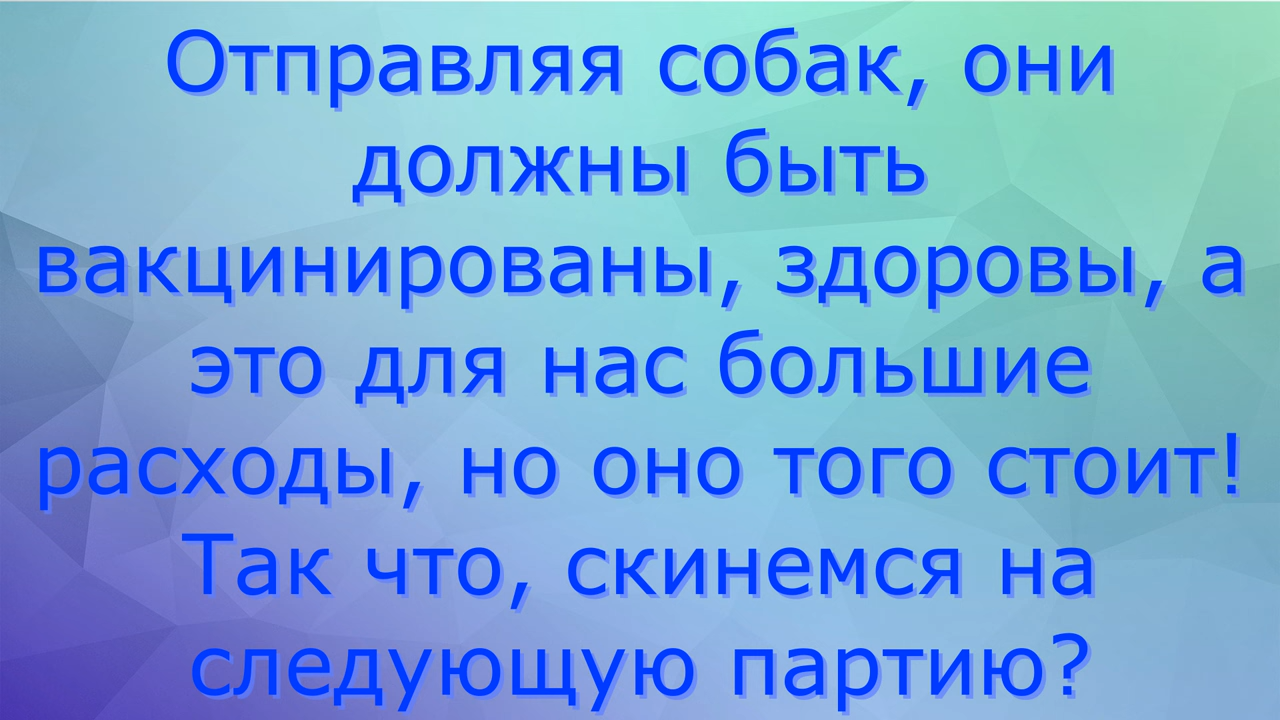 Отправляя собак, они
должны быть
вакцинированы, здоровы, а
это для нас большие
расходы, но оно того стоит!
Так что, скинемся на
следующую партию?